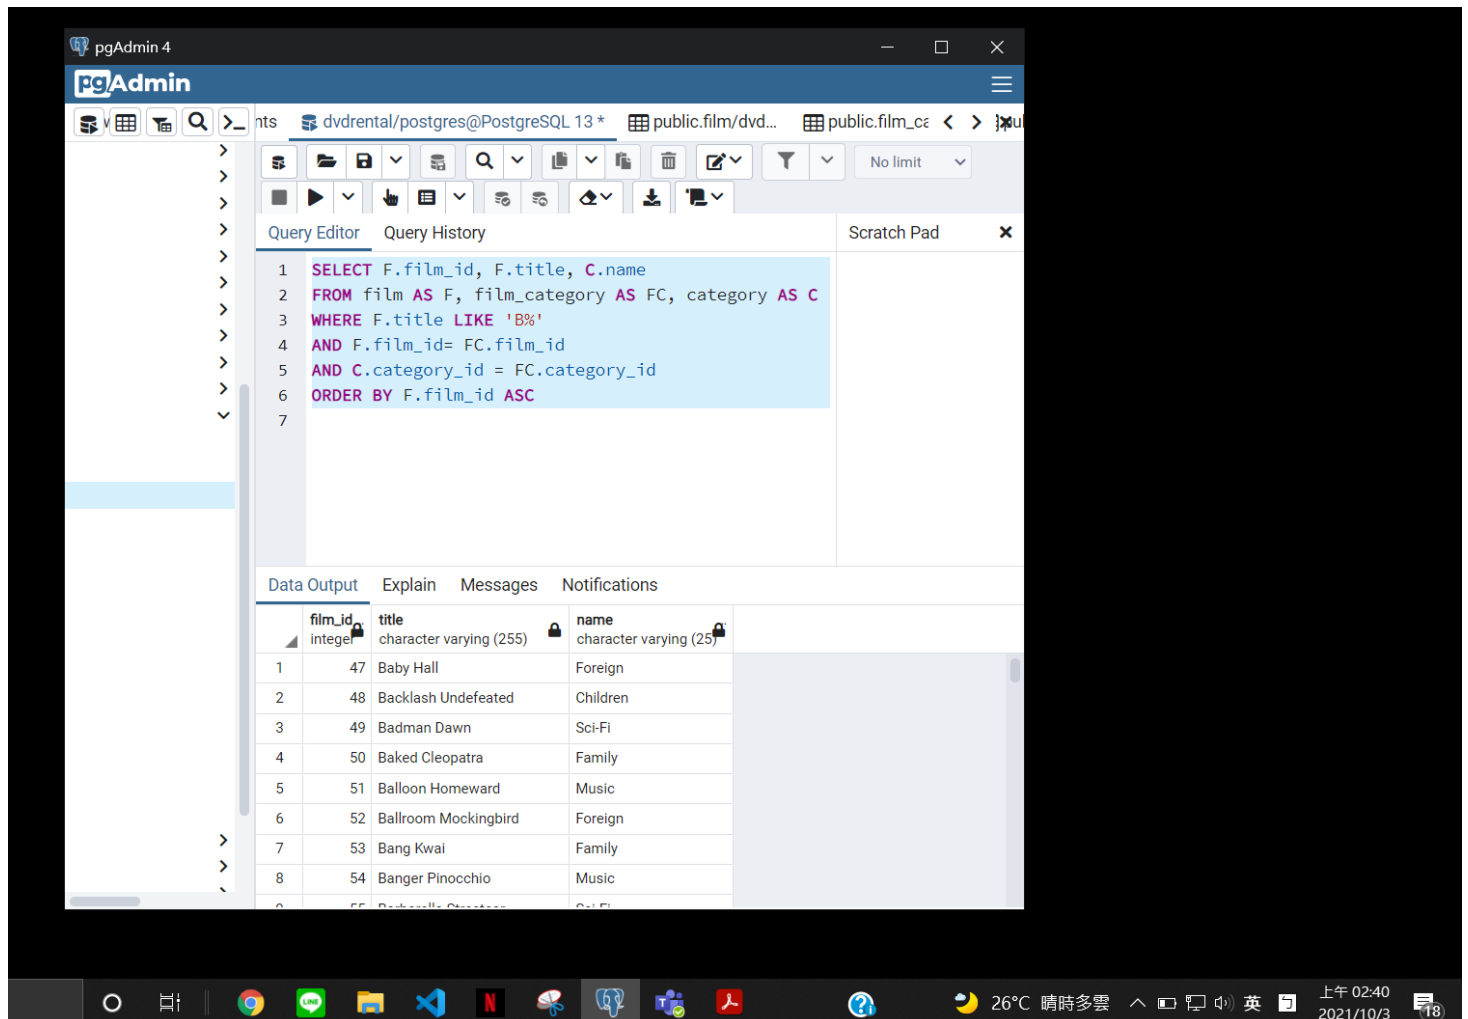 pgAdmin 4
pgAdmin
nts
dvdrental/postgres@PostgreSQL 13 *
public.film/dvd...
public.film_ca
No limit
Query Editor
Query History
Scratch Pad
1 SELECT F.film_id, F.title, C.name
2 FROM film AS F, film_category AS FC, category AS C
3 WHERE F.title LIKE 'B%'
4 AND F.film_id= FC.film_id
5 AND C.category_id = FC.category_id
6 ORDER BY F.film_id ASC
7
Data Output Explain Messages Notifications
film_id title name
integer character varying (255) character varying (25)
1 47 Baby Hall Foreign
2 48 Backlash Undefeated Children
3 49 Badman Dawn Sci-Fi
4 50 Baked Cleopatra Family
5 51 Balloon Homeward Music
6 52 Ballroom Mockingbird Foreign
7 53 Bang Kwai Family
8 54 Banger Pinocchio Music
LINE
N
26°C 晴時多雲
英
上午 02:40
2021/10/3
18